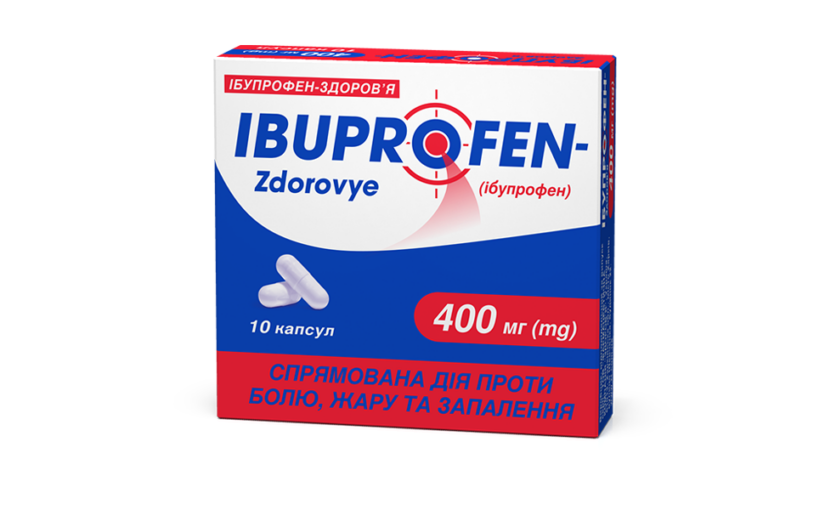 ІБУПРОФЕН-ЗДОРОВ'Я
IBUPROFEN-
Zdorovye
(ібупрофен)
10 капсул
400 мг (mg)
СПРЯМОВАНА ДІЯ ПРОТИ
БОЛЮ, ЖАРУ ТА ЗАПАЛЕННЯ